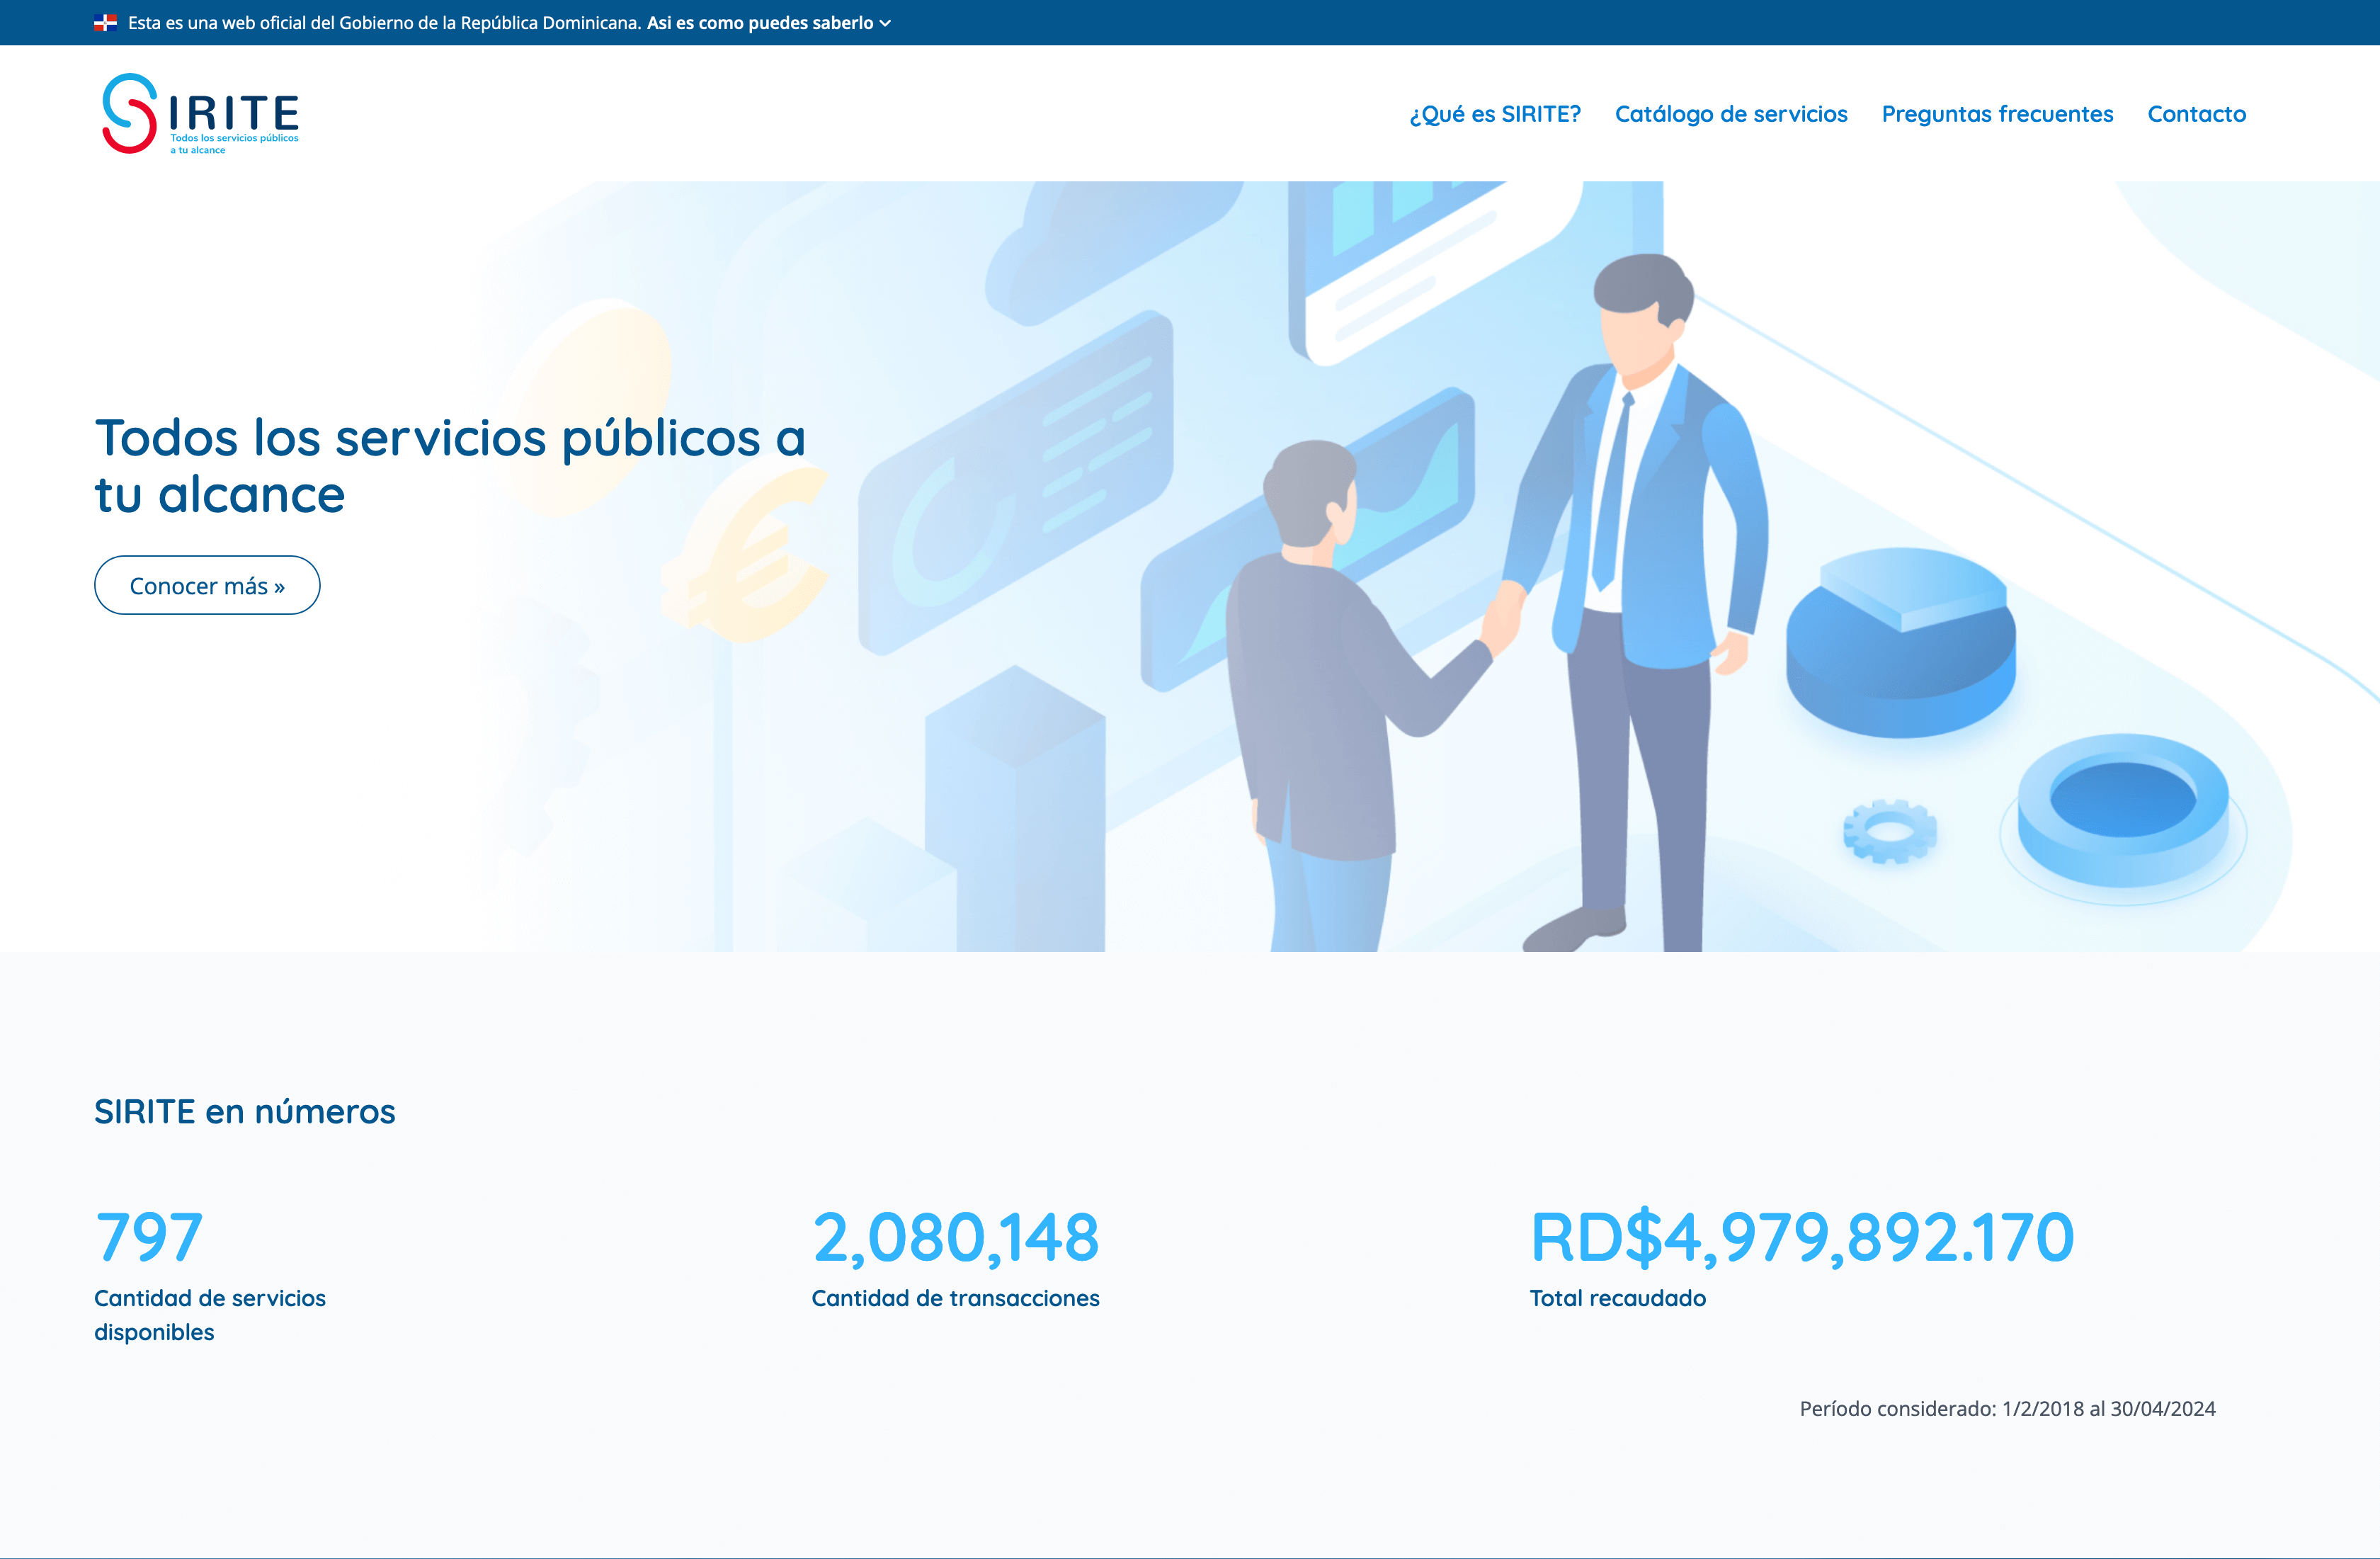 Esta es una web oficial del Gobierno de la República Dominicana. Asi es como puedes saberlo
SIRITE
Todos los servicios públicos
a tu alcance
¿Qué es SIRITE? Catálogo de servicios Preguntas frecuentes Contacto
Todos los servicios públicos a
tu alcance
€
Conocer más »
SIRITE en números
797 2,080,148 RD$4,979,892.170
Cantidad de servicios Cantidad de transacciones Total recaudado
disponibles
Período considerado: 1/2/2018 al 30/04/2024